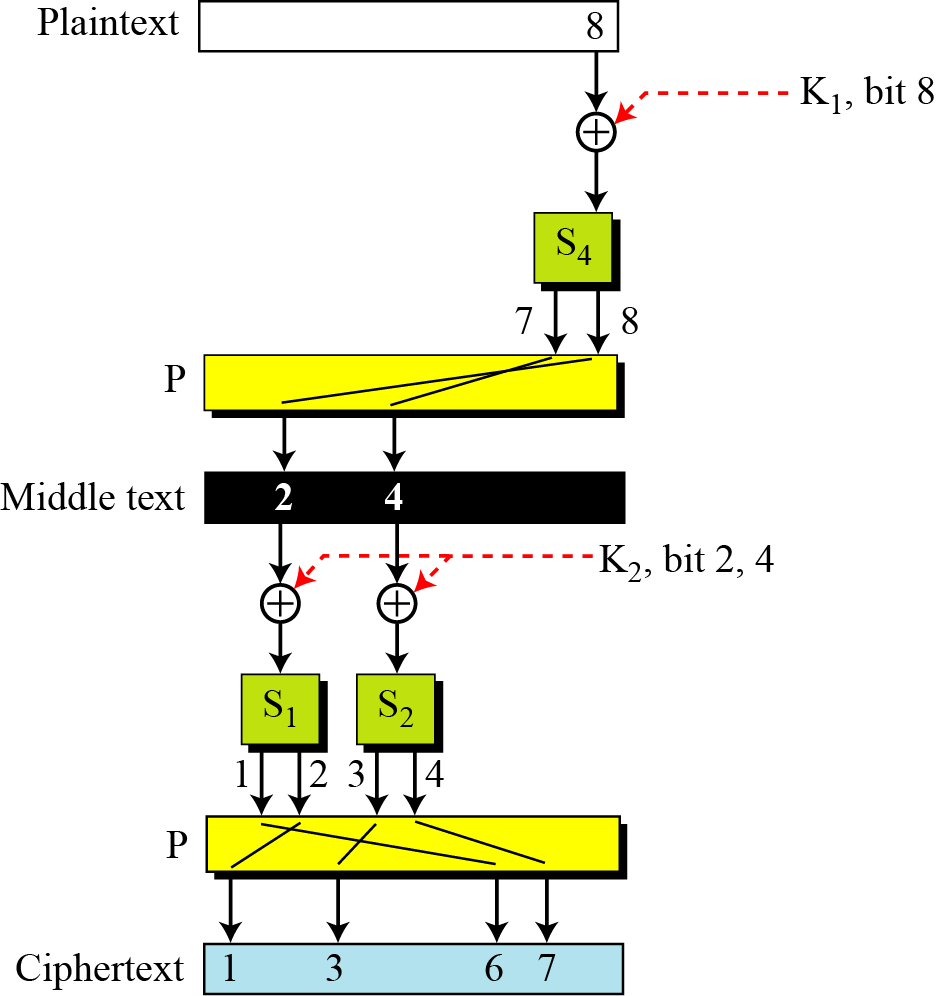 Plaintext 8
K1, bit 8
S4
7 8
P
Middle text 2 4
K2, bit 2, 4
S1 S2
1 2 3 4
P
Ciphertext 1 3 6 7